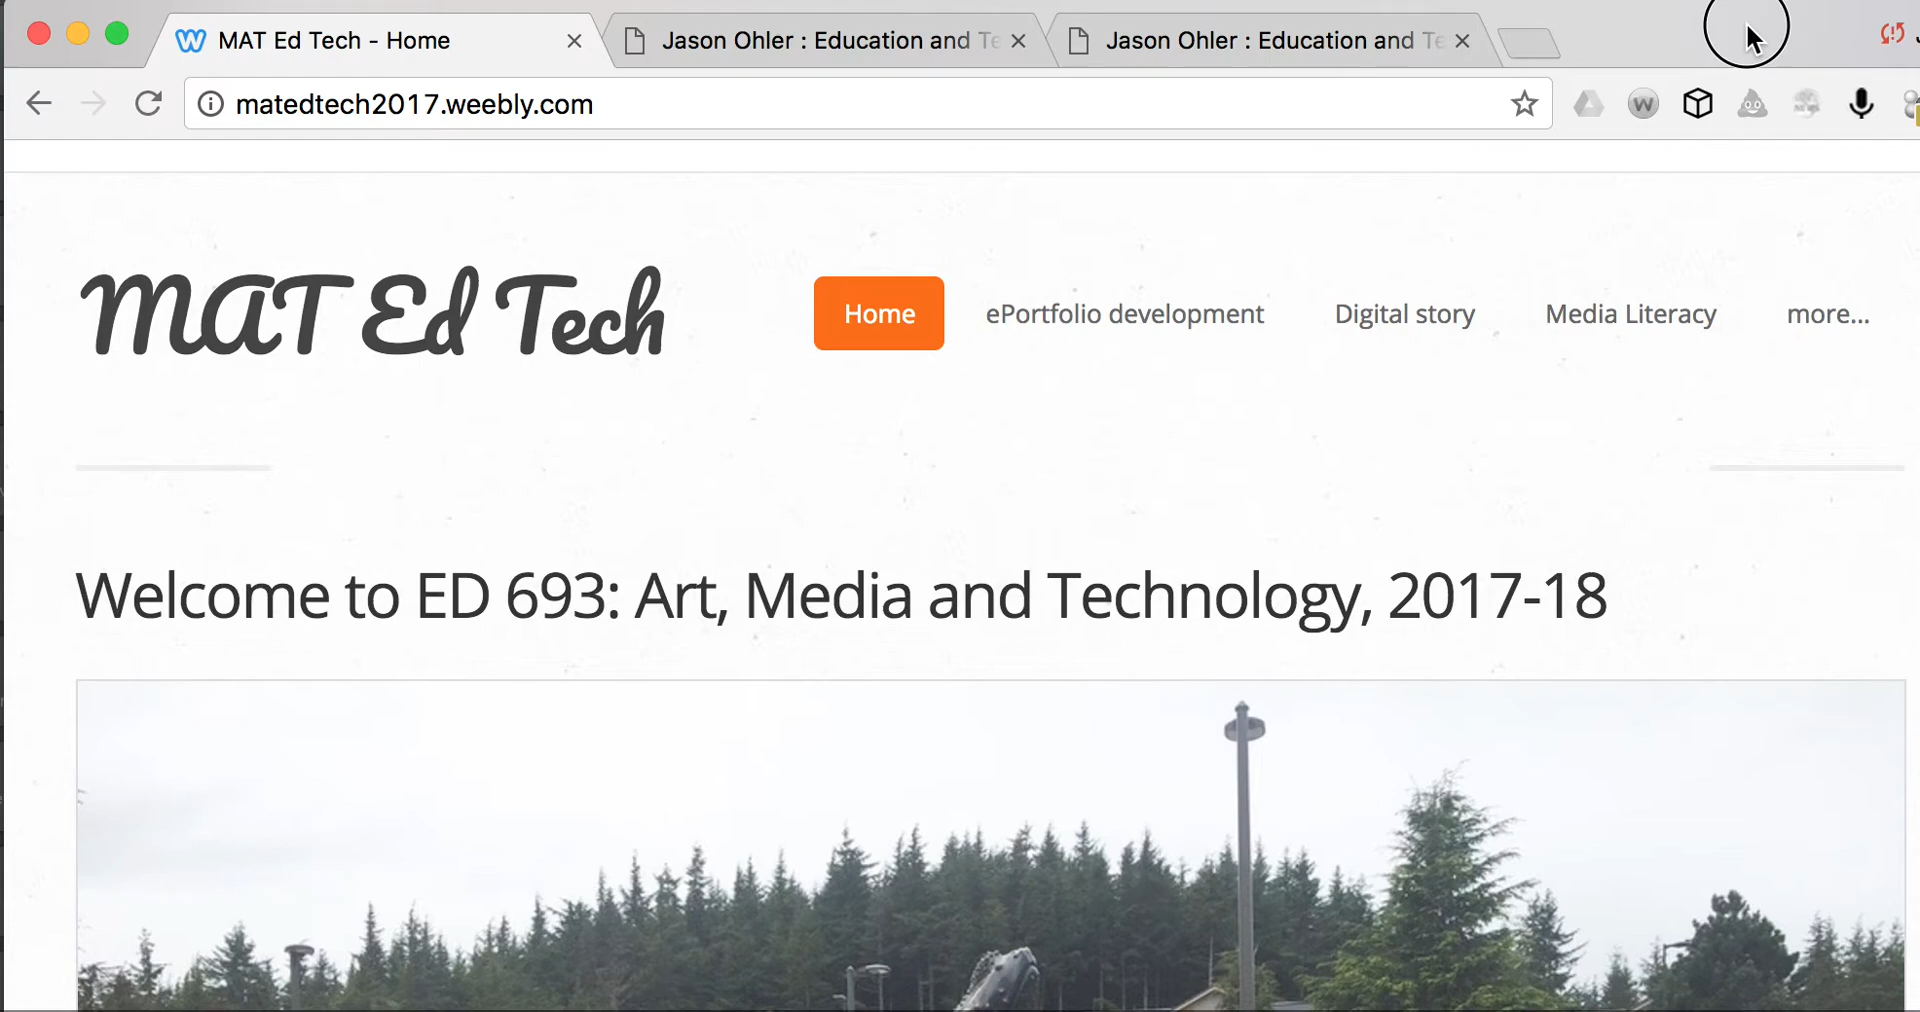 MAT Ed Tech - Home
Jason Ohler : Education and Te
Jason Ohler : Education and Te
matedtech2017.weebly.com
MAT Ed Tech
Home ePortfolio development Digital story Media Literacy more...
Welcome to ED 693: Art, Media and Technology, 2017-18